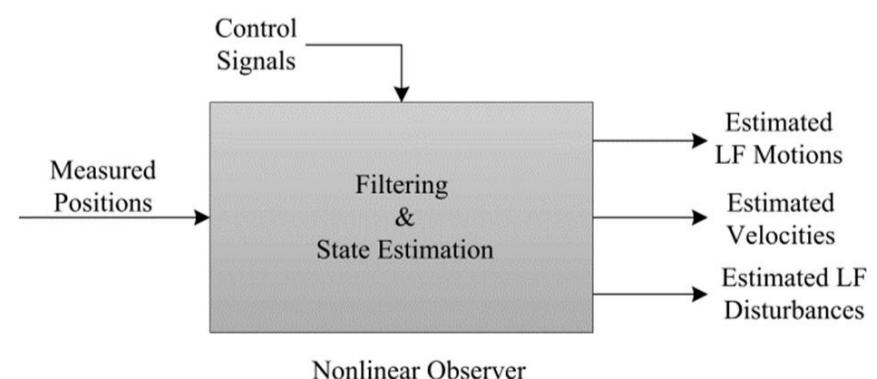 Control
Signals
Measured
Positions
Filtering
&
State Estimation
Estimated
LF Motions
Estimated
Velocities
Estimated LF
Disturbances
Nonlinear Observer